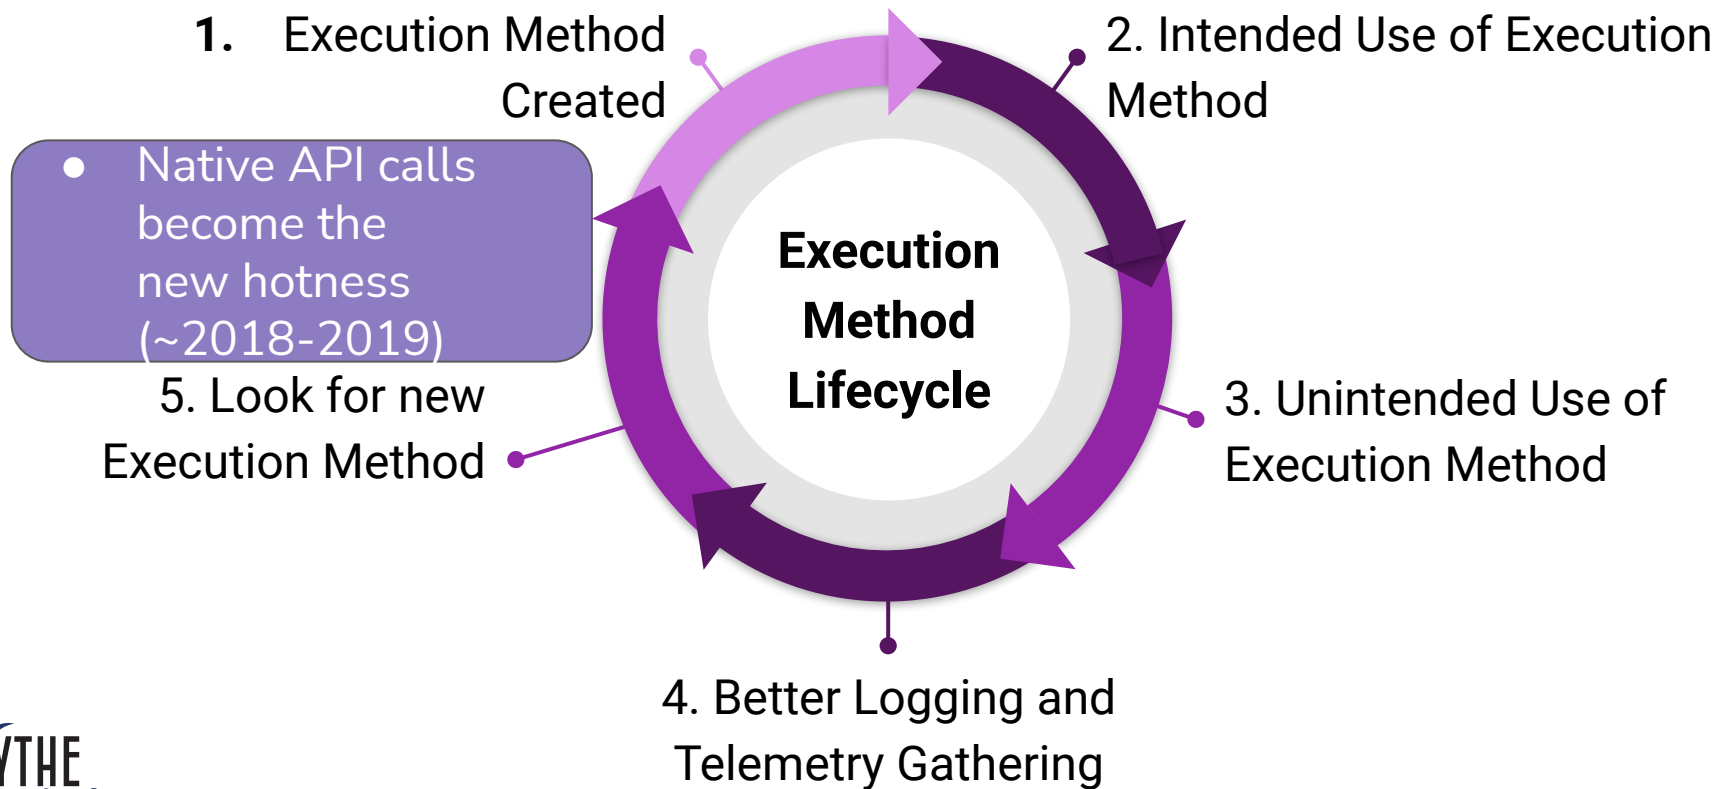 1. Execution Method
Created
2. Intended Use of Execution
Method
● Native API calls
become the
new hotness
(~2018-2019)
Execution
Method
Lifecycle
5. Look for new
Execution Method
3. Unintended Use of
Execution Method
4. Better Logging and
Telemetry Gathering
YTHE